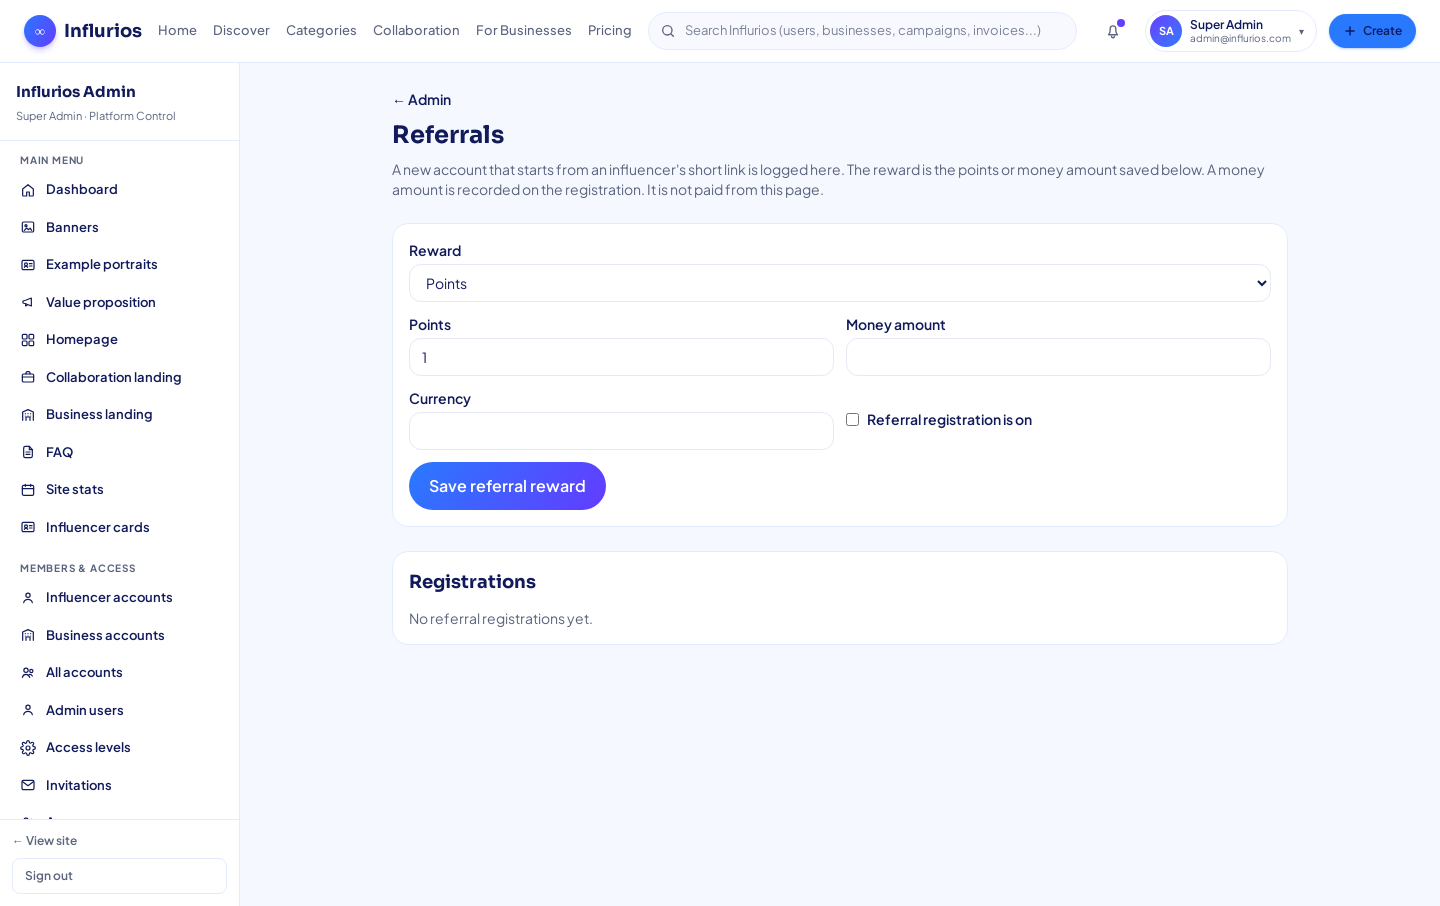 ∞ Influrios Home Discover Categories Collaboration For Businesses Pricing Search Influrios (users, businesses, campaigns, invoices...) SA Super Admin ▾ + Create
admin@influrios.com
Influrios Admin
Super Admin · Platform Control
MAIN MENU
Dashboard
Banners
Example portraits
Value proposition
Homepage
Collaboration landing
Business landing
FAQ
Site stats
Influencer cards
MEMBERS & ACCESS
Influencer accounts
Business accounts
All accounts
Admin users
Access levels
Invitations
← View site
Sign out
← Admin
Referrals
A new account that starts from an influencer's short link is logged here. The reward is the points or money amount saved below. A money
amount is recorded on the registration. It is not paid from this page.
Reward
Points
Points Money amount
1
Currency
Referral registration is on
Save referral reward
Registrations
No referral registrations yet.